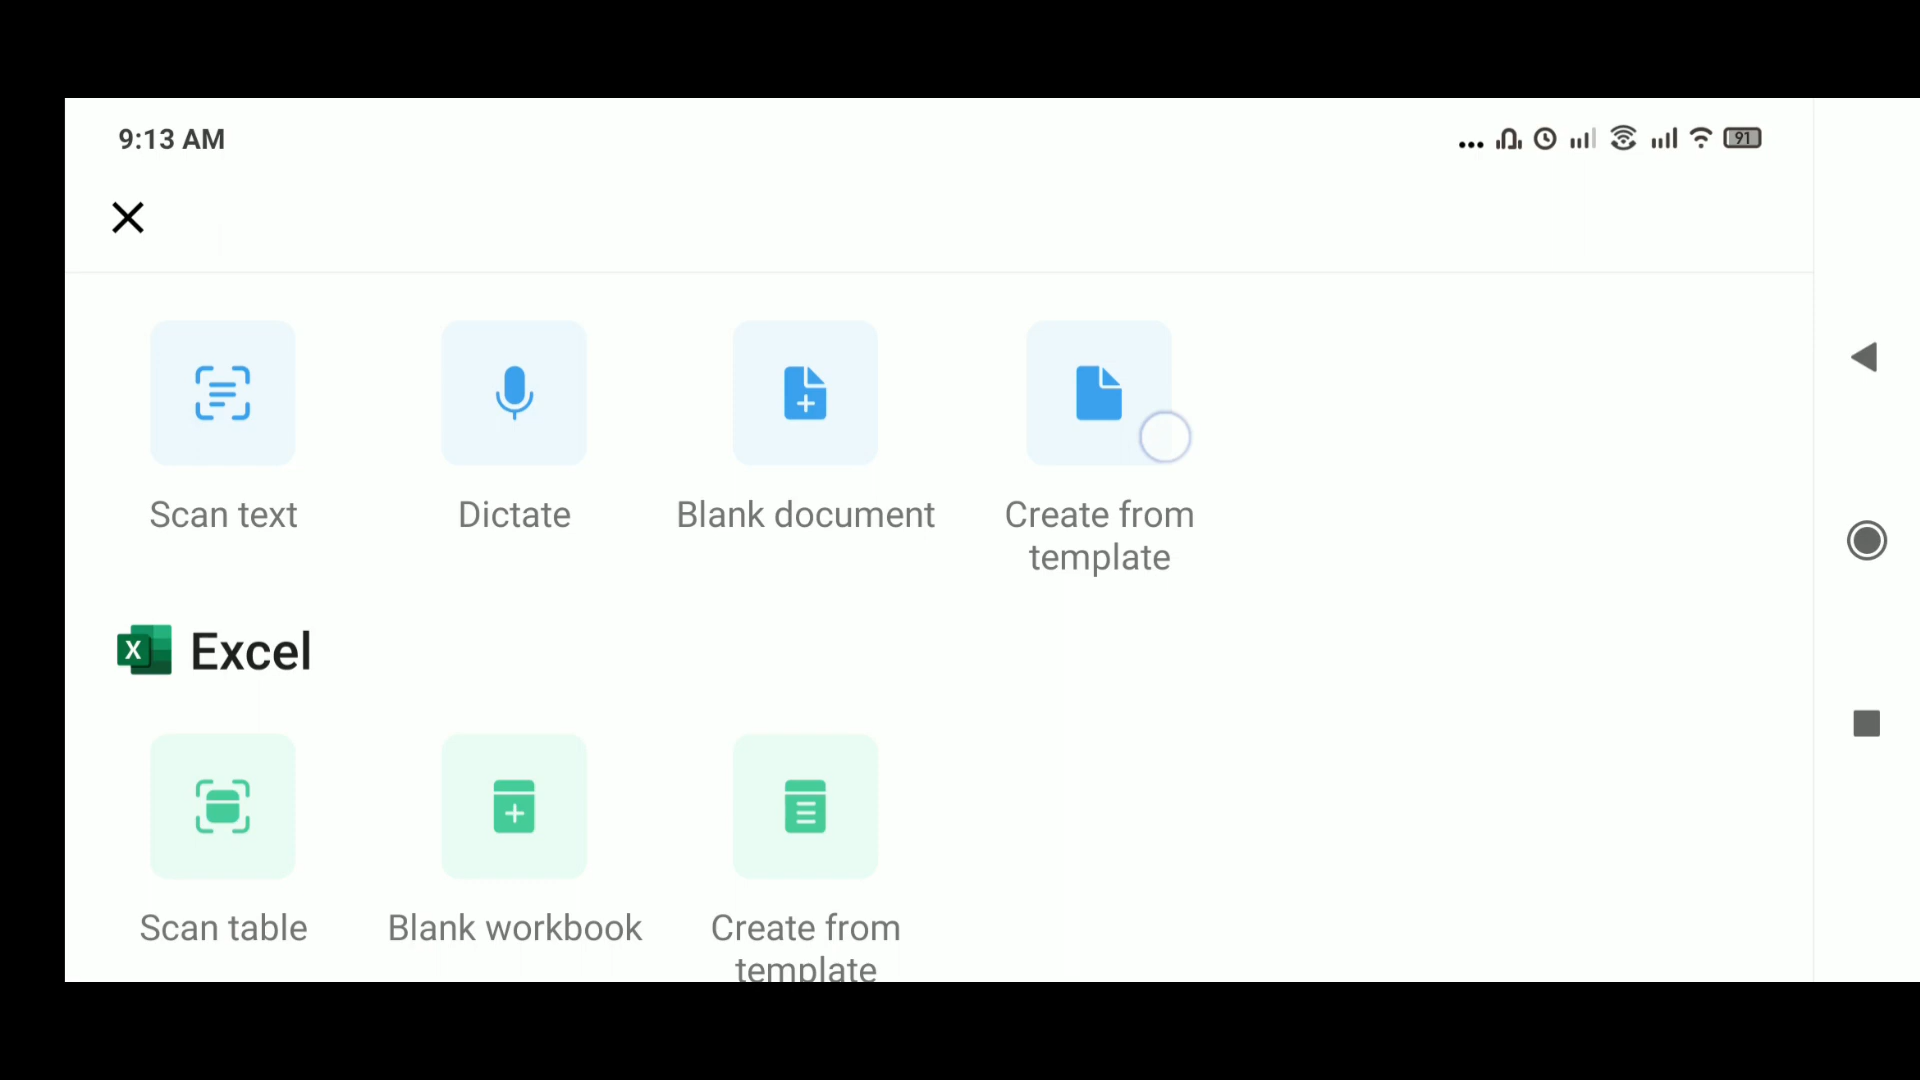 9:13 AM
91
Scan text
Dictate
Blank document
Create from
template
X Excel
Scan table
Blank workbook
Create from
template